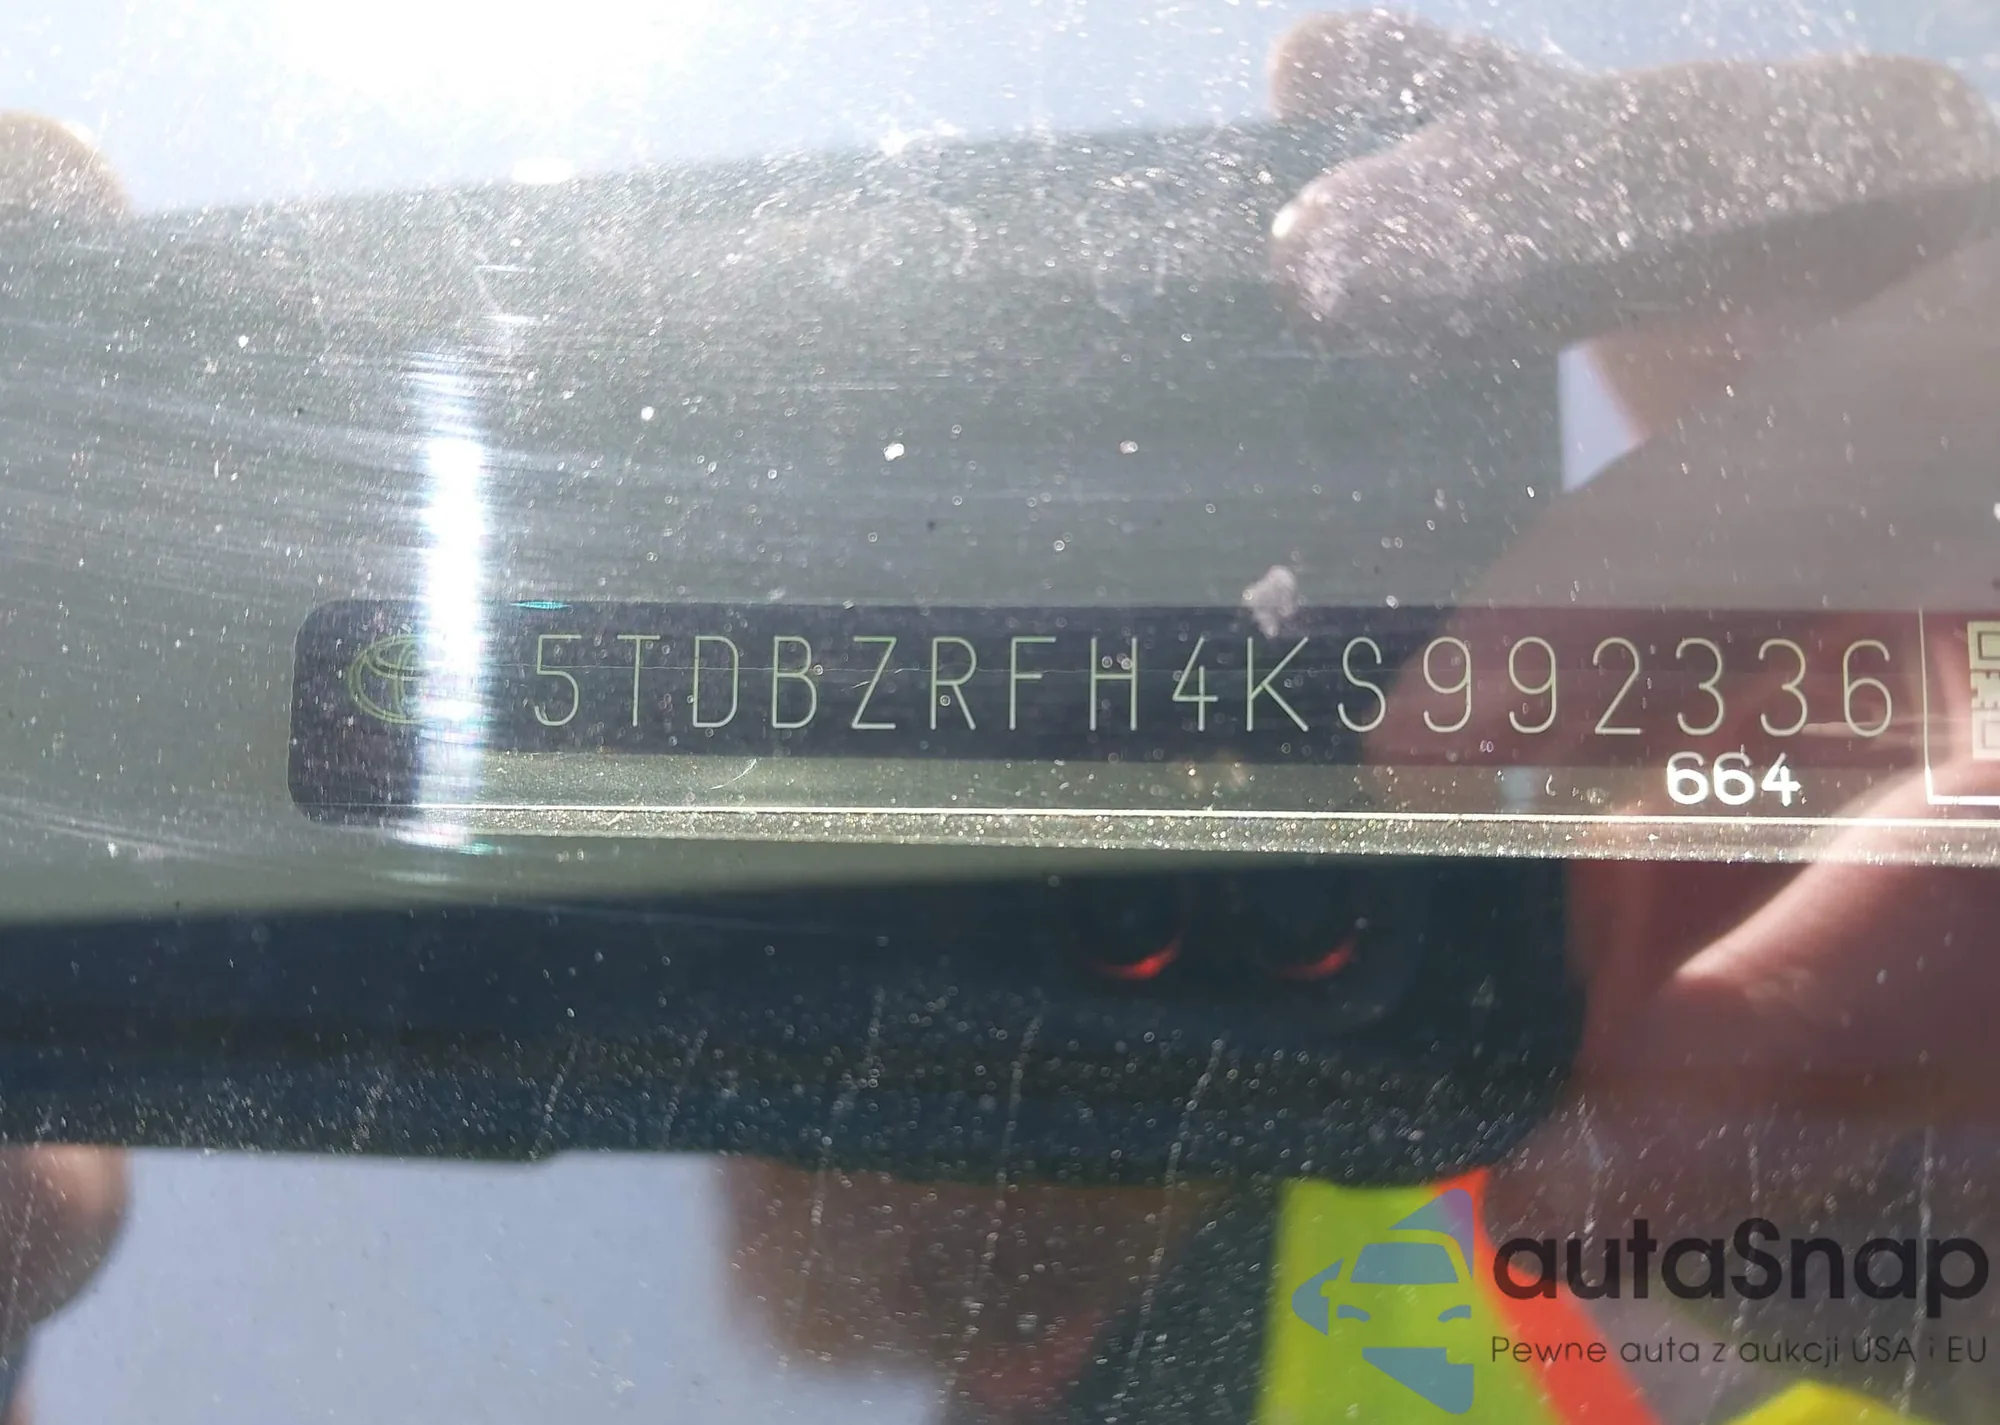 5TDBZRFH4KS992336
664
autaSnap
Pewne auta z aukcji USA i EU